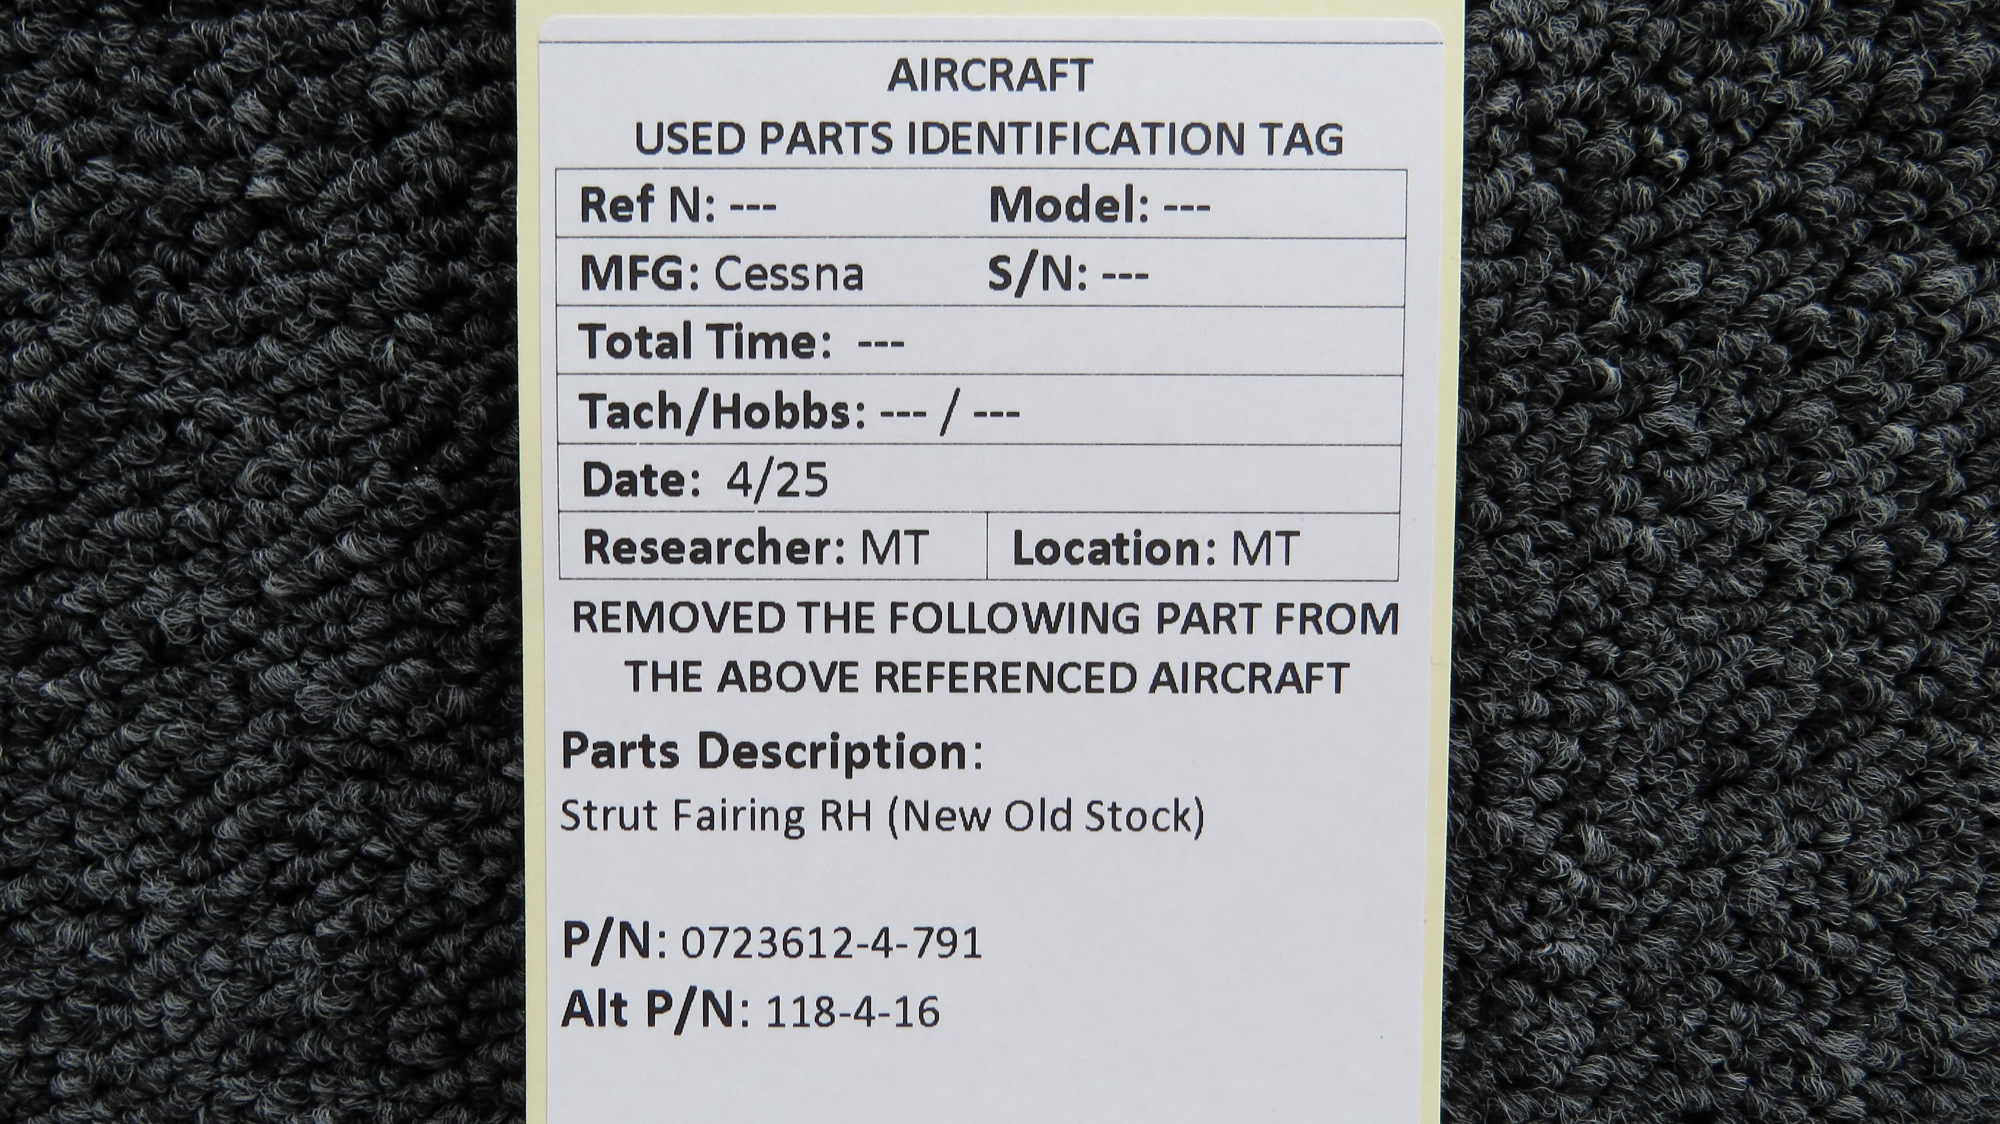 AIRCRAFT
USED PARTS IDENTIFICATION TAG
Ref N: --- Model: ---
MFG: Cessna S/N: ---
Total Time: ---
Tach/Hobbs: --- / ---
Date: 4/25
Researcher: MT Location: MT
REMOVED THE FOLLOWING PART FROM
THE ABOVE REFERENCED AIRCRAFT
Parts Description:
Strut Fairing RH (New Old Stock)
P/N: 0723612-4-791
Alt P/N: 118-4-16